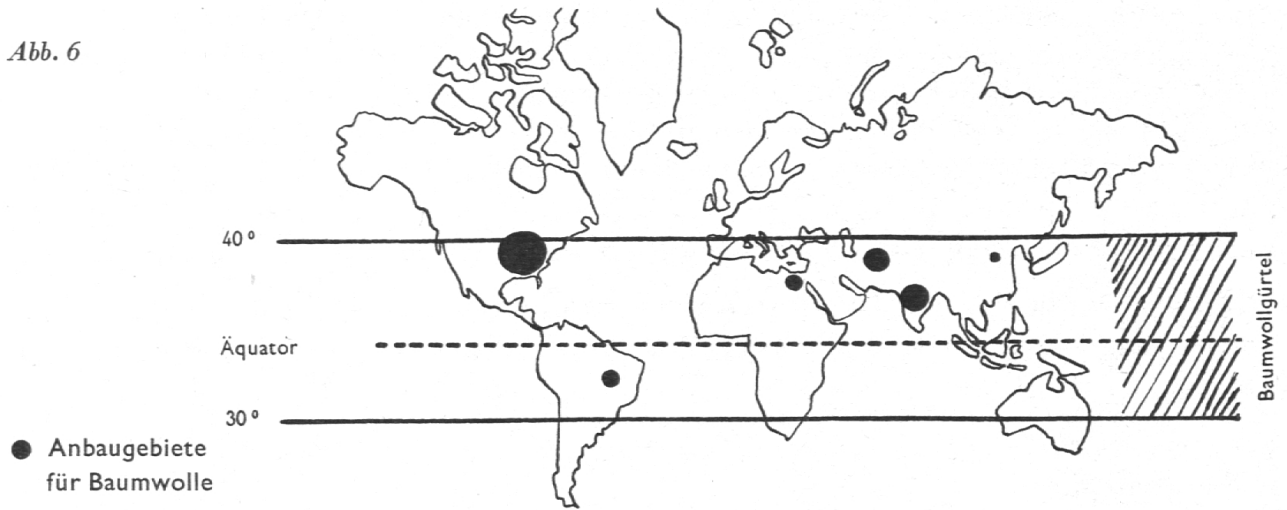 Abb. 6
40°
Äquator
30°
Anbaugebiete
für Baumwolle
Baumwollgürtel